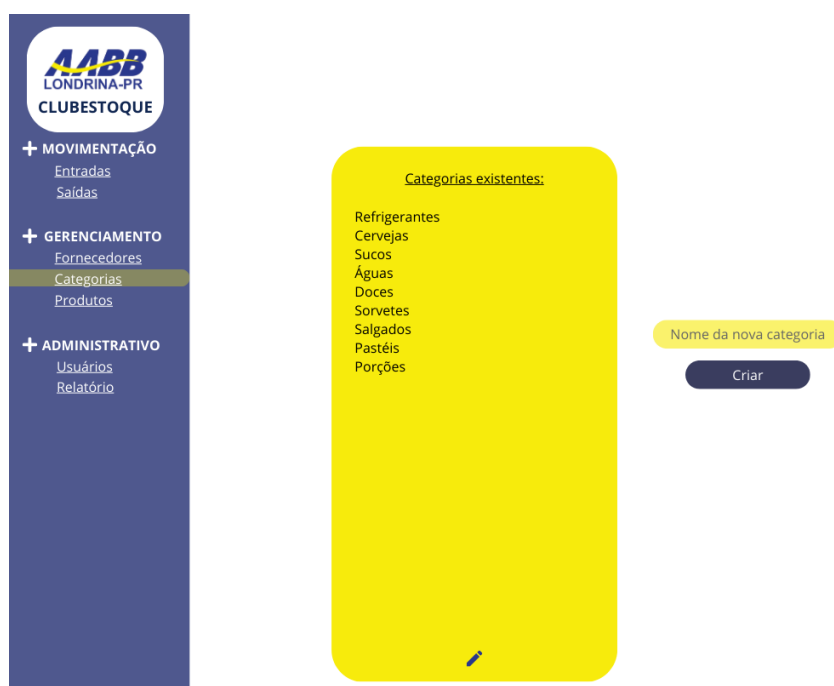 AABB
LONDRINA-PR
CLUBESTOQUE
MOVIMENTAÇÃO
Entradas
Saídas
GERENCIAMENTO
Fornecedores
Categorias
Produtos
ADMINISTRATIVO
Usuários
Relatório
Categorias existentes:
Refrigerantes
Cervejas
Sucos
Águas
Doces
Sorvetes
Salgados
Pastéis
Porções
Nome da nova categoria
Criar